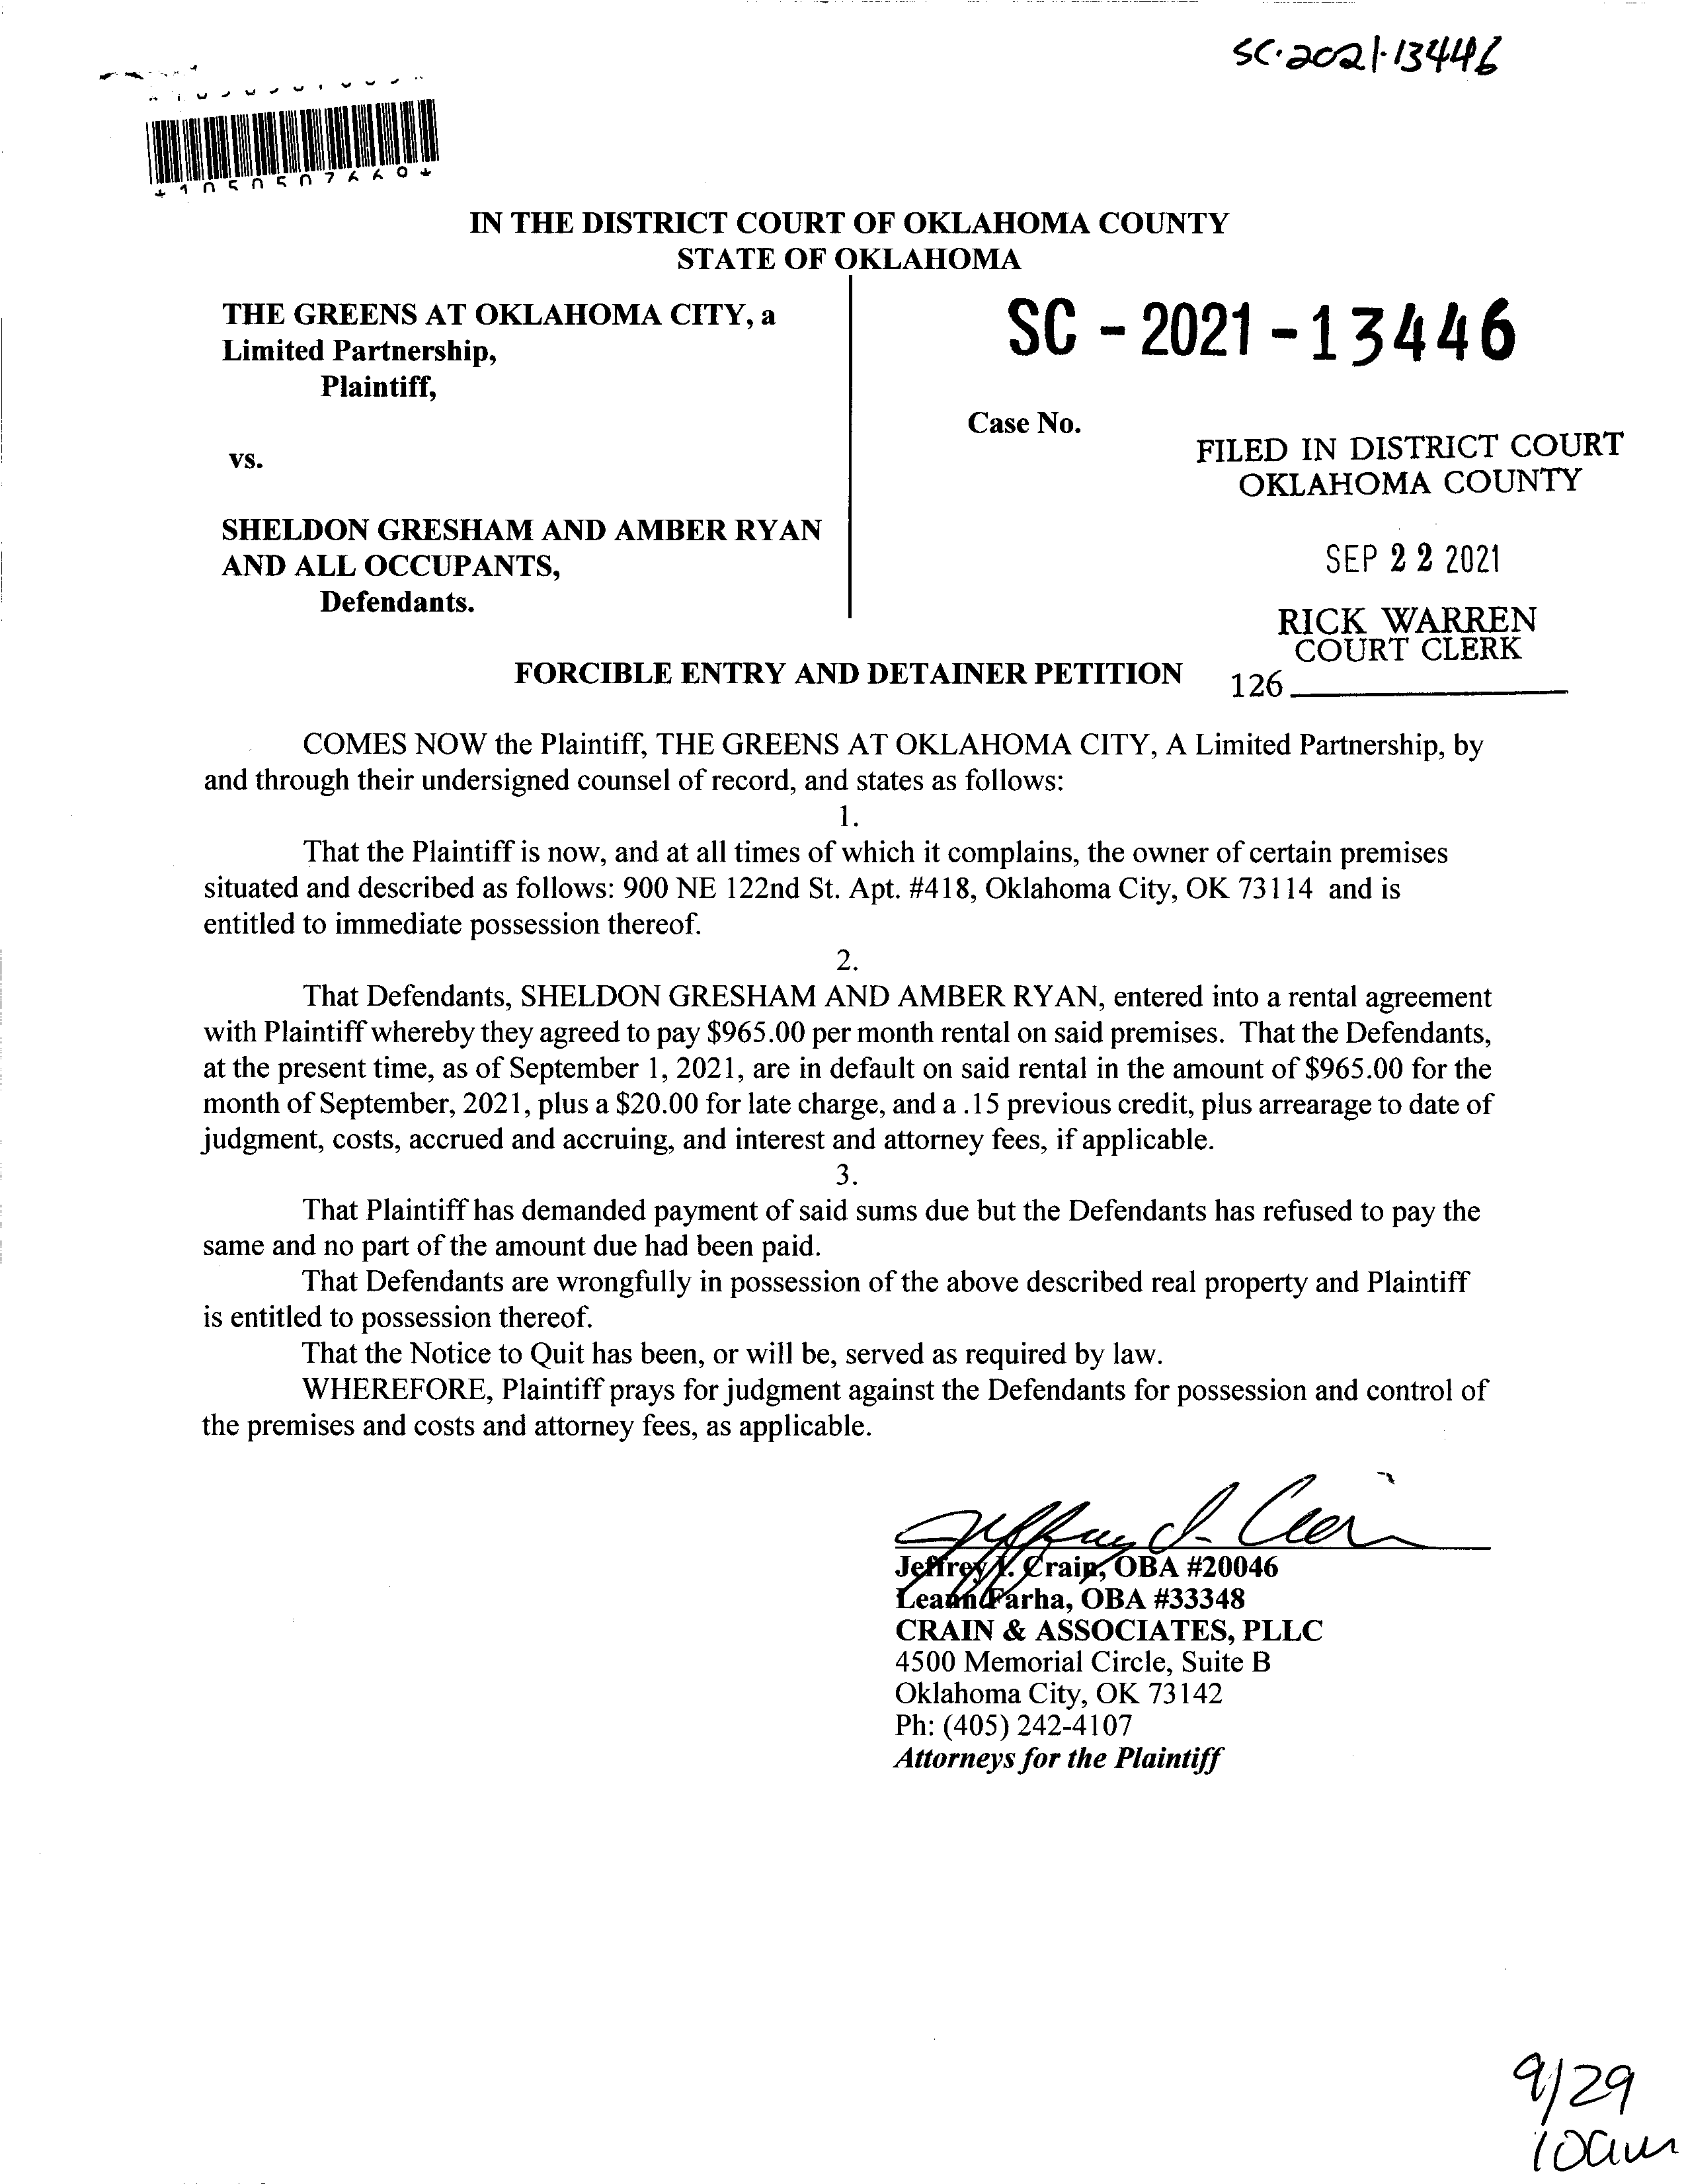 SC-2021-13446
*1050507660*
IN THE DISTRICT COURT OF OKLAHOMA COUNTY
STATE OF OKLAHOMA
THE GREENS AT OKLAHOMA CITY, a
Limited Partnership,
Plaintiff,
vs.
SHELDON GRESHAM AND AMBER RYAN
AND ALL OCCUPANTS,
Defendants.
SC - 2021 - 13446
Case No.
FILED IN DISTRICT COURT
OKLAHOMA COUNTY
SEP 22 2021
RICK WARREN
COURT CLERK
126
FORCIBLE ENTRY AND DETAINER PETITION
COMES NOW the Plaintiff, THE GREENS AT OKLAHOMA CITY, A Limited Partnership, by
and through their undersigned counsel of record, and states as follows:
1.
That the Plaintiff is now, and at all times of which it complains, the owner of certain premises
situated and described as follows: 900 NE 122nd St. Apt. #418, Oklahoma City, OK 73114 and is
entitled to immediate possession thereof.
2.
That Defendants, SHELDON GRESHAM AND AMBER RYAN, entered into a rental agreement
with Plaintiff whereby they agreed to pay $965.00 per month rental on said premises. That the Defendants,
at the present time, as of September 1, 2021, are in default on said rental in the amount of $965.00 for the
month of September, 2021, plus a $20.00 for late charge, and a .15 previous credit, plus arrearage to date of
judgment, costs, accrued and accruing, and interest and attorney fees, if applicable.
3.
That Plaintiff has demanded payment of said sums due but the Defendants has refused to pay the
same and no part of the amount due had been paid.
That Defendants are wrongfully in possession of the above described real property and Plaintiff
is entitled to possession thereof.
That the Notice to Quit has been, or will be, served as required by law.
WHEREFORE, Plaintiff prays for judgment against the Defendants for possession and control of
the premises and costs and attorney fees, as applicable.
Jeffrey Crain, OBA #20046
Leann Farha, OBA #33348
CRAIN & ASSOCIATES, PLLC
4500 Memorial Circle, Suite B
Oklahoma City, OK 73142
Ph: (405) 242-4107
Attorneys for the Plaintiff
9/29
10am